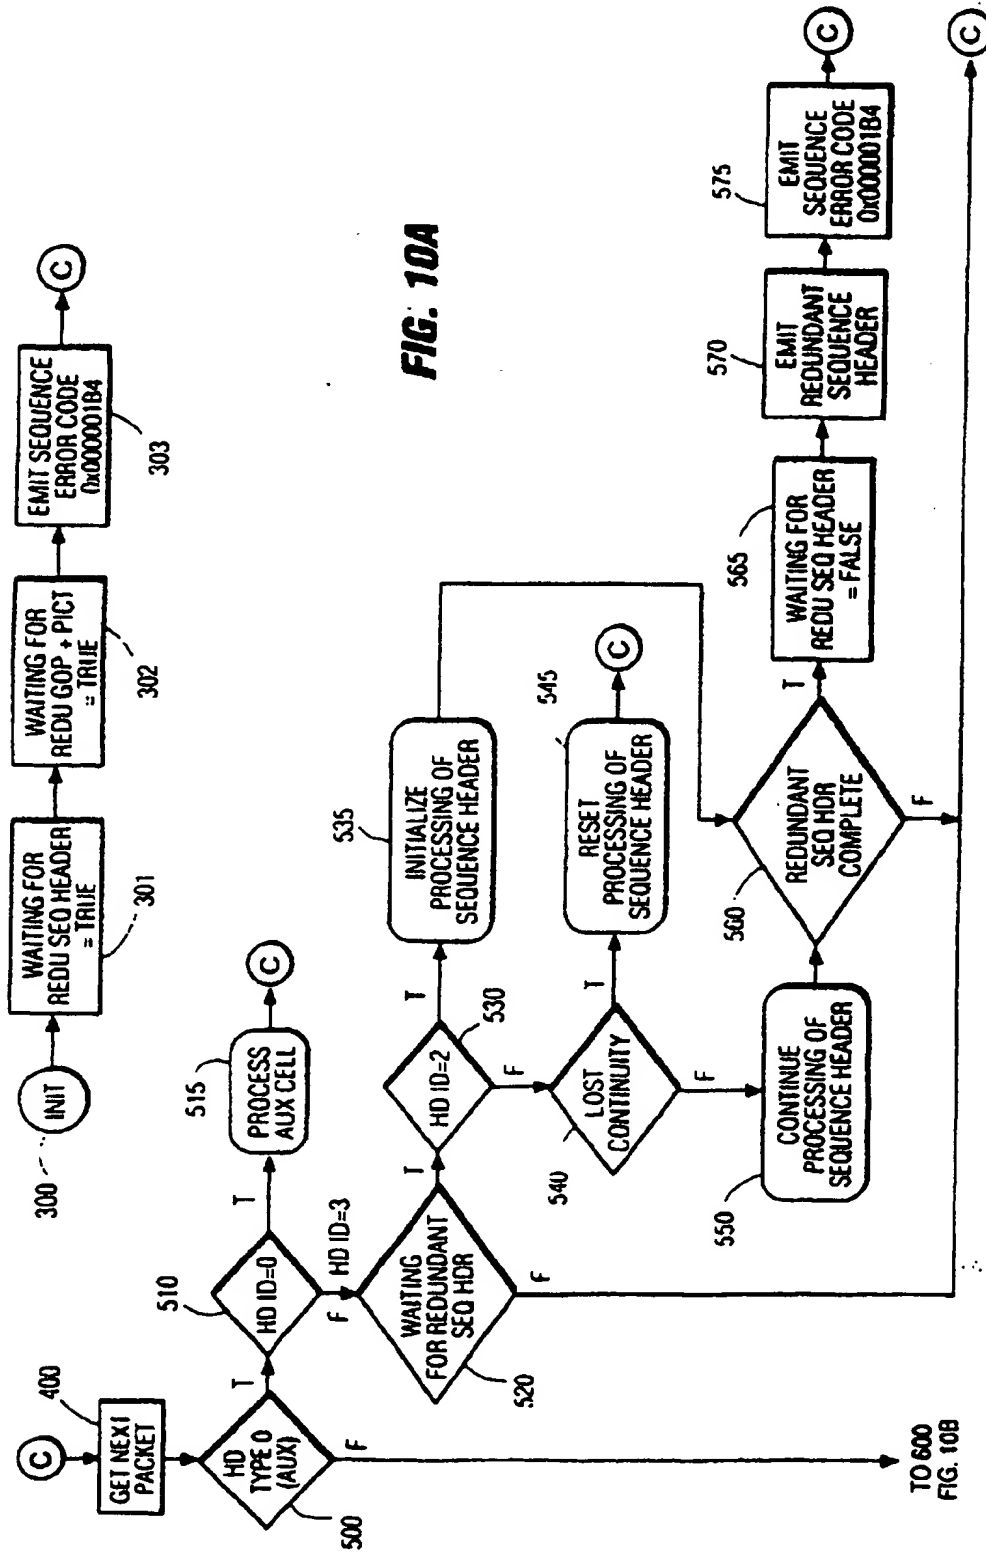 300
INIT
WAITING FOR
REDU SEQ HEADER
= TRUE
301
WAITING FOR
REDU GOP + PICT
= TRUE
302
EMIT SEQUENCE
ERROR CODE
0x000001B4
303
C
FIG. 10A
C
GET NEXT
PACKET
400
HD
TYPE 0
(AUX)
500
T
F
TO 600
FIG. 10B
HD ID=0
510
T
F
HD ID=3
PROCESS
AUX CELL
515
C
WAITING
FOR REDUNDANT
SEQ HDR
520
T
F
HD ID=2
530
T
F
INITIALIZE
PROCESSING OF
SEQUENCE HEADER
535
LOST
CONTINUITY
540
T
F
RESET
PROCESSING OF
SEQUENCE HEADER
545
C
CONTINUE
PROCESSING OF
SEQUENCE HEADER
550
REDUNDANT
SEQ HDR
COMPLETE
560
T
F
WAITING FOR
REDU SEQ HEADER
= FALSE
565
EMIT
REDUNDANT
SEQUENCE
HEADER
570
EMIT
SEQUENCE
ERROR CODE
0x000001B4
575
C
C